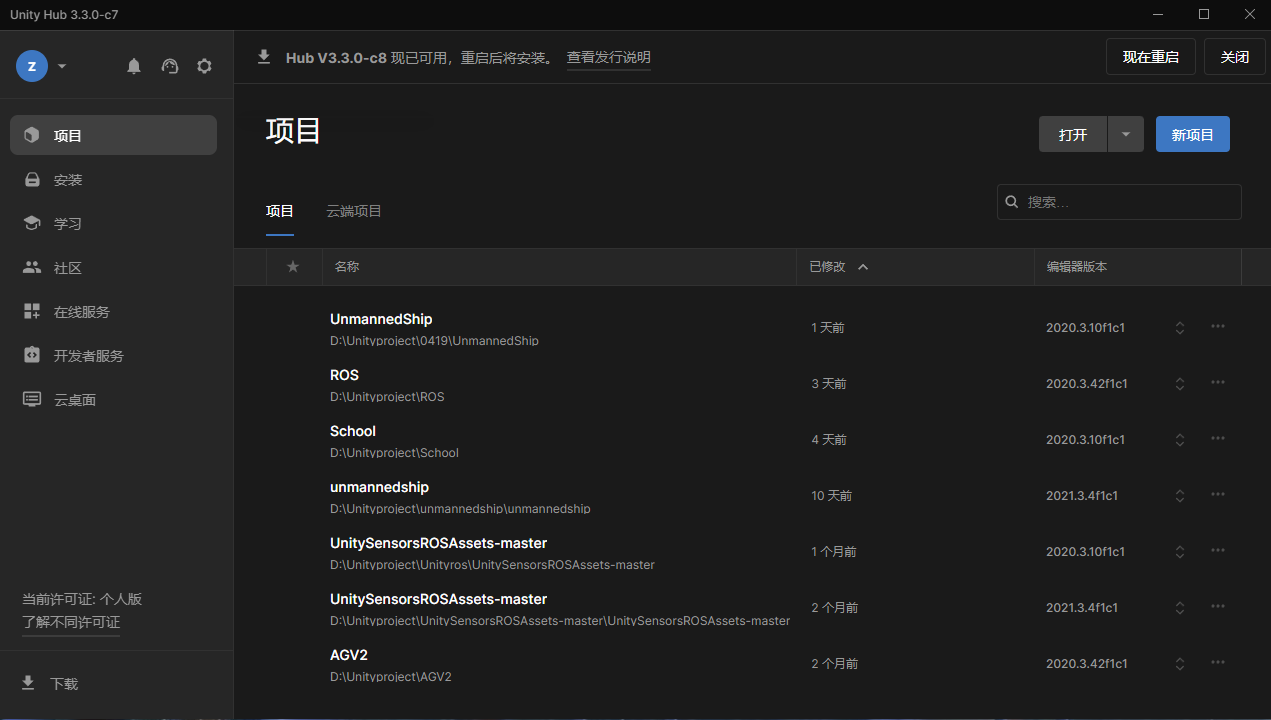 Unity Hub 3.3.0-c7
z
Hub V3.3.0-c8 现已可用，重启后将安装。 查看发行说明
现在重启
关闭
项目
安装
学习
社区
在线服务
开发者服务
云桌面
当前许可证: 个人版
了解不同许可证
下载
项目
打开
新项目
项目 云端项目
搜索...
名称 已修改 编辑器版本
UnmannedShip
D:\Unityproject\0419\UnmannedShip
1 天前
2020.3.10f1c1
ROS
D:\Unityproject\ROS
3 天前
2020.3.42f1c1
School
D:\Unityproject\School
4 天前
2020.3.10f1c1
unmannedship
D:\Unityproject\unmannedship\unmannedship
10 天前
2021.3.4f1c1
UnitySensorsROSAssets-master
D:\Unityproject\Unityros\UnitySensorsROSAssets-master
1 个月前
2020.3.10f1c1
UnitySensorsROSAssets-master
D:\Unityproject\UnitySensorsROSAssets-master\UnitySensorsROSAssets-master
2 个月前
2021.3.4f1c1
AGV2
D:\Unityproject\AGV2
2 个月前
2020.3.42f1c1